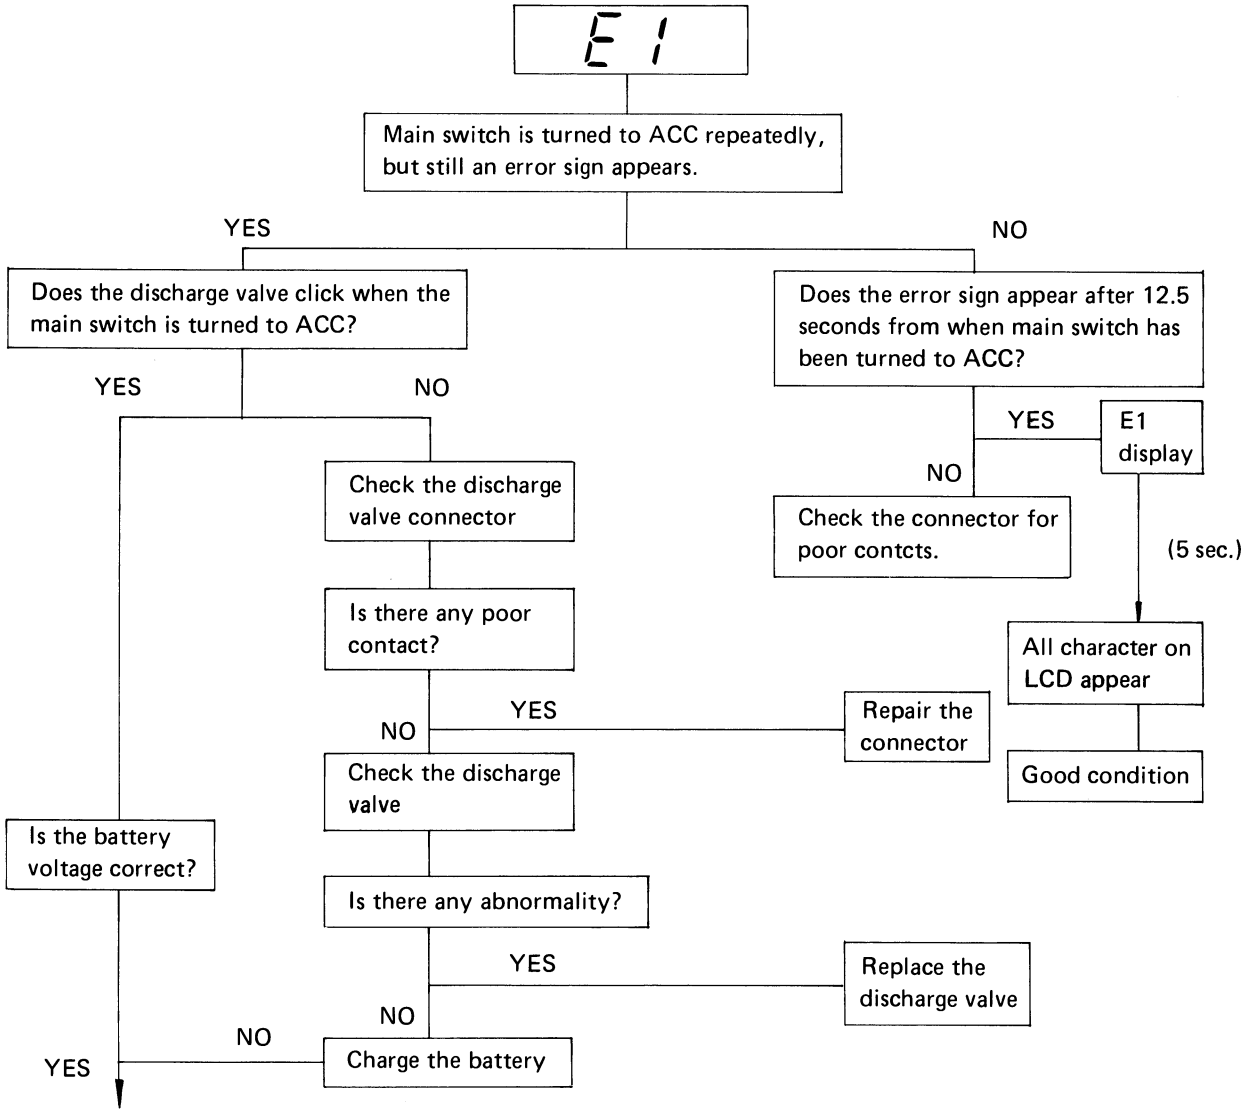 E 1
Main switch is turned to ACC repeatedly,
but still an error sign appears.
YES
NO
Does the discharge valve click when the
main switch is turned to ACC?
Does the error sign appear after 12.5
seconds from when main switch has
been turned to ACC?
YES
NO
YES
E1
display
NO
Check the discharge
valve connector
Check the connector for
poor contcts.
(5 sec.)
Is there any poor
contact?
All character on
LCD appear
YES
NO
Repair the
connector
Check the discharge
valve
Good condition
Is the battery
voltage correct?
Is there any abnormality?
YES
Replace the
discharge valve
NO
NO
Charge the battery
YES